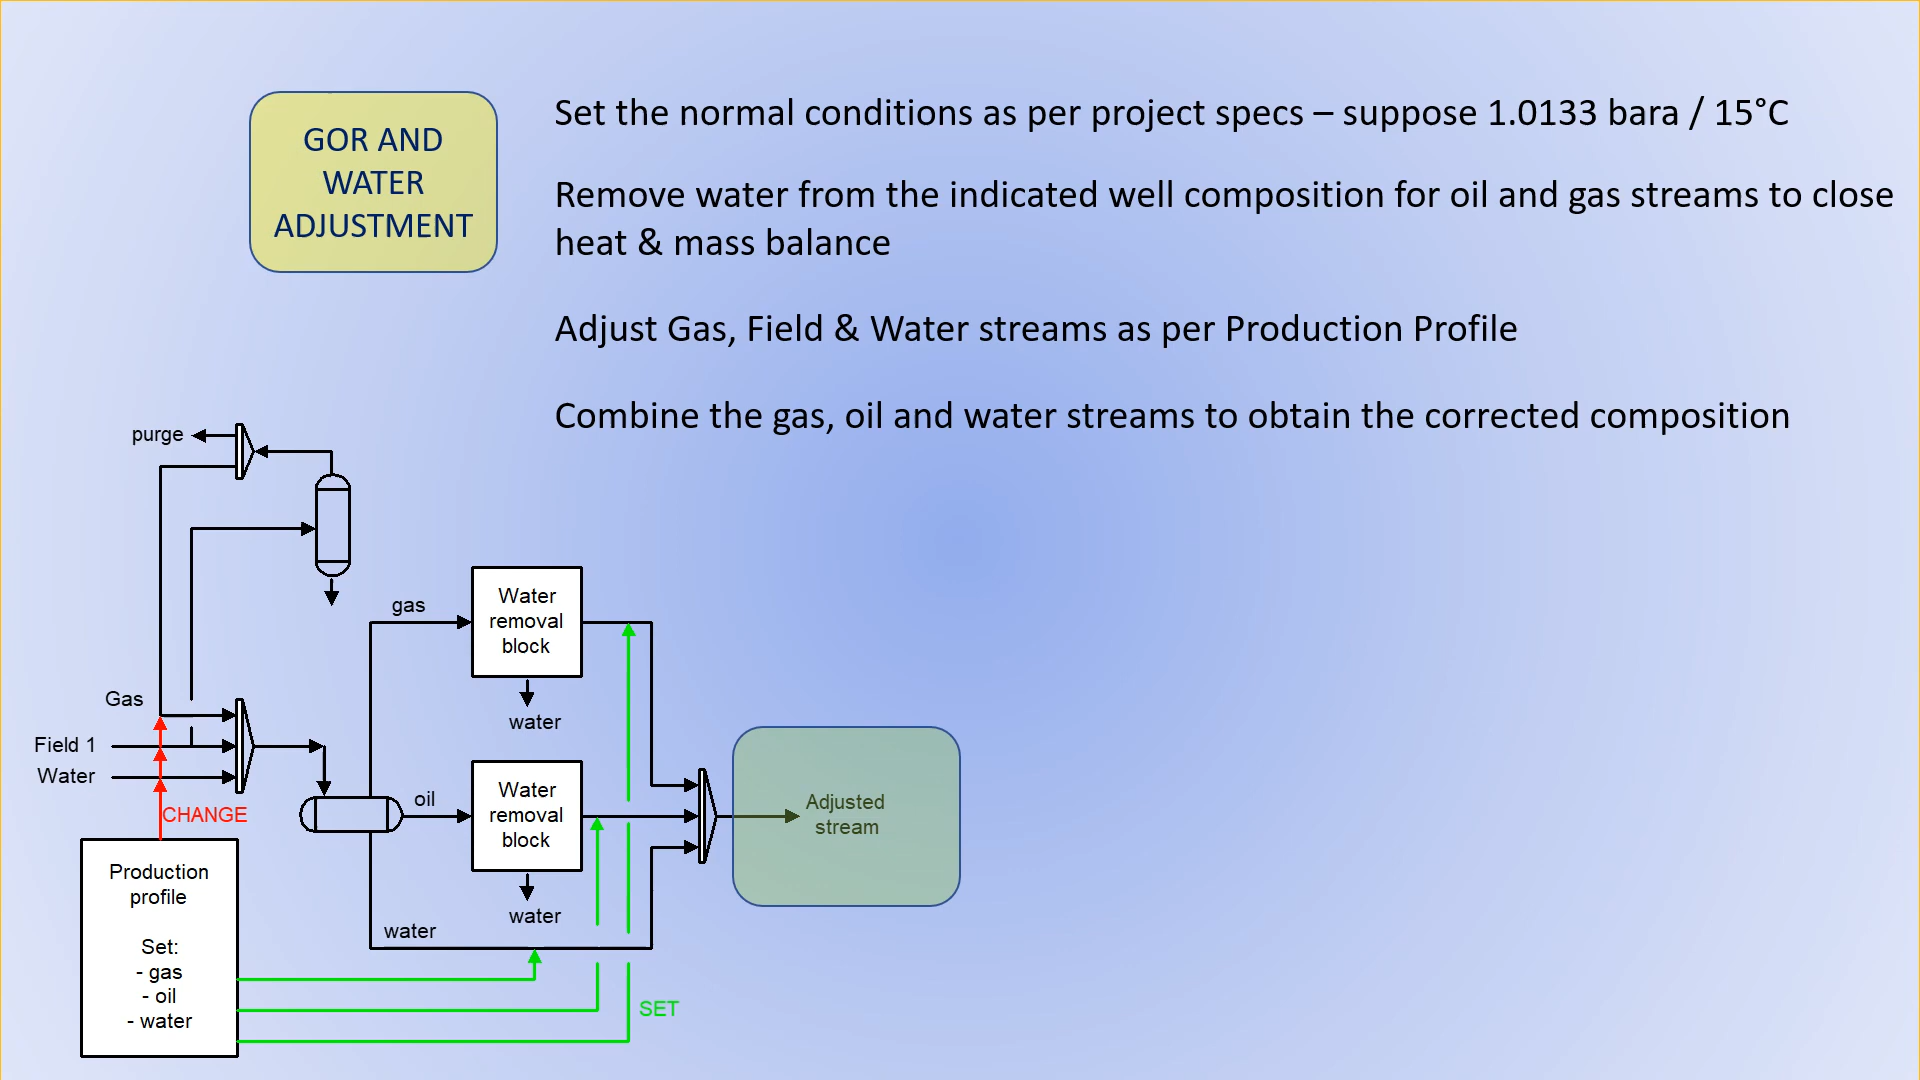 GOR AND
WATER
ADJUSTMENT
Set the normal conditions as per project specs – suppose 1.0133 bara / 15°C
Remove water from the indicated well composition for oil and gas streams to close
heat & mass balance
Adjust Gas, Field & Water streams as per Production Profile
Combine the gas, oil and water streams to obtain the corrected composition
purge
gas
Water
removal
block
water
Gas
Field 1
Water
CHANGE
oil
Water
removal
block
water
Adjusted
stream
water
Production
profile
Set:
- gas
- oil
- water
SET